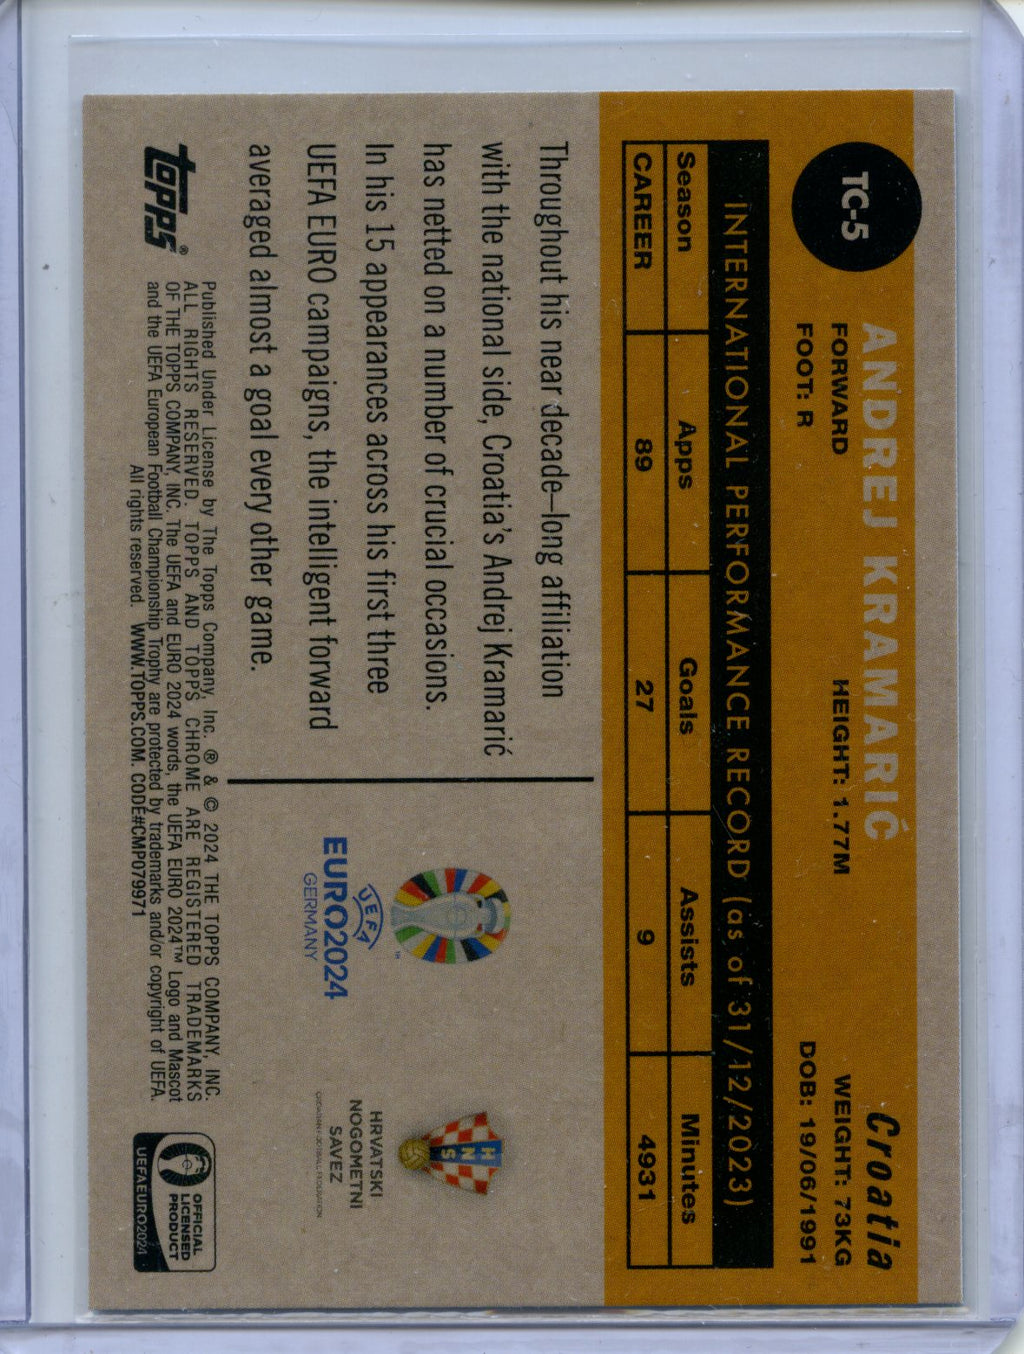 TC-5
ANDREJ KRAMARIĆ
Croatia
FORWARD
HEIGHT: 1.77M
WEIGHT: 73KG
FOOT: R
DOB: 19/06/1991
INTERNATIONAL PERFORMANCE RECORD (as of 31/12/2023)
Season Apps Goals Assists Minutes
CAREER 89 27 9 4931
Throughout his near decade–long affiliation
with the national side, Croatia's Andrej Kramarić
has netted on a number of crucial occasions.
In his 15 appearances across his first three
UEFA EURO campaigns, the intelligent forward
averaged almost a goal every other game.
UEFA
EURO2024
GERMANY
™
HNS
HRVATSKI
NOGOMETNI
SAVEZ
CROATIAN FOOTBALL FEDERATION
topps®
Published Under License by The Topps Company, Inc. ® & © 2024 THE TOPPS COMPANY, INC.
ALL RIGHTS RESERVED. TOPPS AND TOPPS CHROME ARE REGISTERED TRADEMARKS
OF THE TOPPS COMPANY, INC. The UEFA and EURO 2024 words, the UEFA EURO 2024™ Logo and Mascot
and the UEFA European Football Championship Trophy are protected by trademarks and/or copyright of UEFA.
All rights reserved. WWW.TOPPS.COM. CODE#CMP079971
OFFICIAL
LICENSED
PRODUCT
UEFAEURO2024